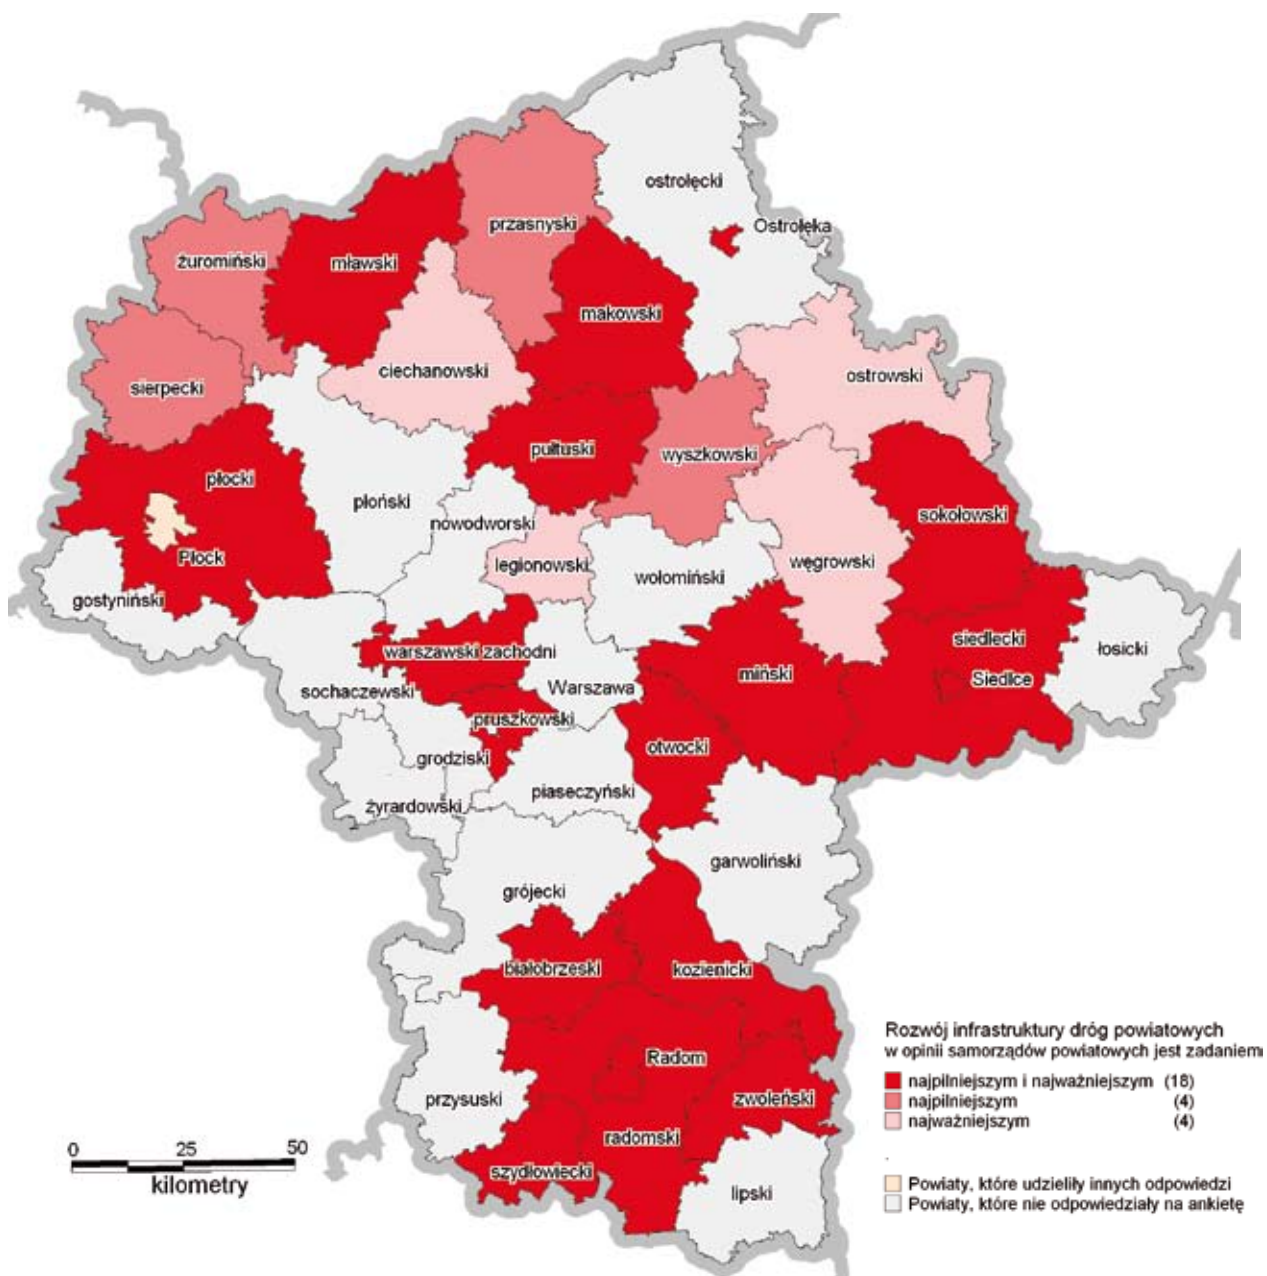 ostrołęcki
Ostrołęka
przasnyski
żuromiński
mławski
makowski
ciechanowski
ostrowski
sierpecki
pułtuski
wyszkowski
płocki
płoński
sokołowski
nowodworski
Płock
legionowski
wołomiński
węgrowski
gostyniński
warszawski zachodni
siedlecki
łosicki
sochaczewski
Warszawa
miński
Siedlce
pruszkowski
otwocki
grodziski
piaseczyński
żyrardowski
garwoliński
grójecki
białobrzeski
kozienicki
Radom
przysuski
zwoleński
radomski
szydłowiecki
lipski
0 25 50
kilometry
Rozwój infrastruktury dróg powiatowych
w opinii samorządów powiatowych jest zadaniem
najpilniejszym i najważniejszym (18)
najpilniejszym (4)
najważniejszym (4)
Powiaty, które udzieliły innych odpowiedzi
Powiaty, które nie odpowiedziały na ankietę